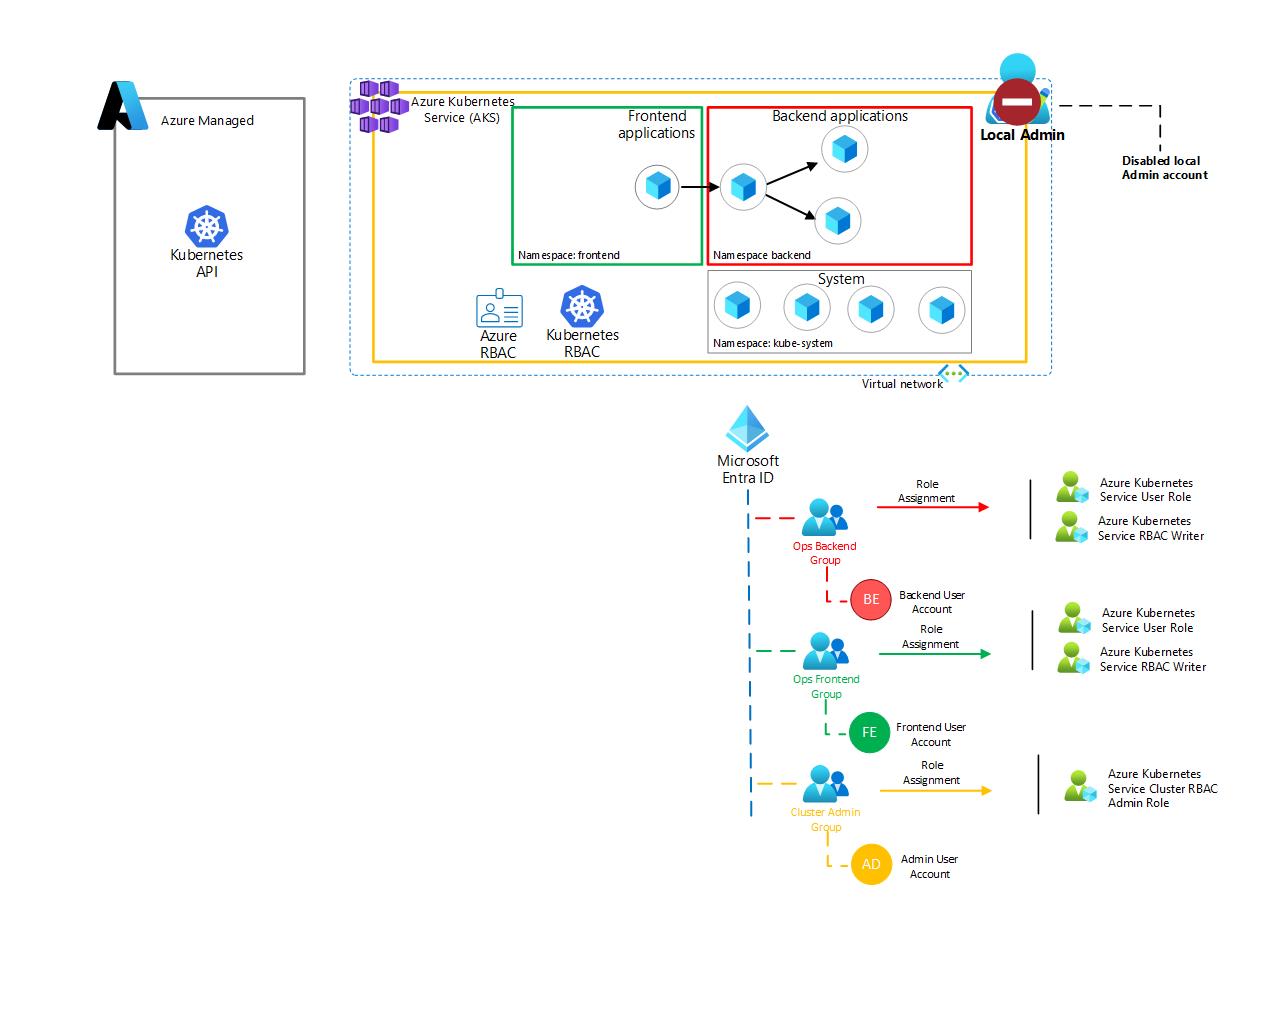 Azure Managed
Kubernetes
API
Azure Kubernetes
Service (AKS)
Frontend
applications
Namespace: frontend
Backend applications
Namespace backend
System
Namespace: kube-system
Azure
RBAC
Kubernetes
RBAC
Virtual network
Local Admin
Disabled local
Admin account
Microsoft
Entra ID
Ops Backend
Group
Role
Assignment
Azure Kubernetes
Service User Role
Azure Kubernetes
Service RBAC Writer
BE
Backend User
Account
Ops Frontend
Group
Role
Assignment
Azure Kubernetes
Service User Role
Azure Kubernetes
Service RBAC Writer
FE
Frontend User
Account
Cluster Admin
Group
Role
Assignment
Azure Kubernetes
Service Cluster RBAC
Admin Role
AD
Admin User
Account